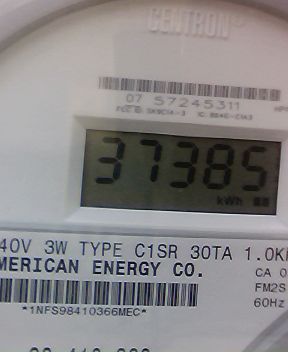 CENTRON®
07 57245311
37385
kWh
40V 3W TYPE C1SR 30TA 1.0K
MERICAN ENERGY CO.
CA 0
FM2S
60Hz
*1NFS98410366MEC*